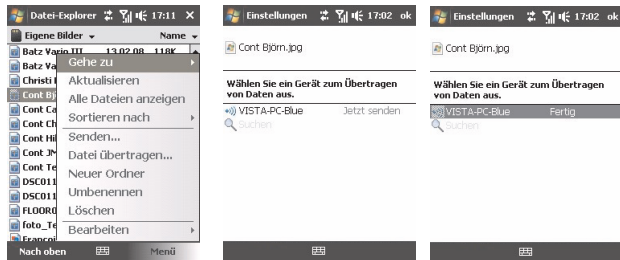 Datei-Explorer 17:11
Eigene Bilder Name
Batz Vario III 13.02.08 118K
Batz Va
Christi
Cont Bj
Cont Ca
Cont Ch
Cont Hil
Cont JM
Cont Te
DSC011
DSC011
FLOORO
foto_Te
Francoi
Gehe zu
Aktualisieren
Alle Dateien anzeigen
Sortieren nach
Senden...
Datei übertragen...
Neuer Ordner
Umbenennen
Löschen
Bearbeiten
Nach oben Menü
Einstellungen 17:02 ok
Cont Björn.jpg
Wählen Sie ein Gerät zum Übertragen
von Daten aus.
VISTA-PC-Blue Jetzt senden
Suchen
Einstellungen 17:02 ok
Cont Björn.jpg
Wählen Sie ein Gerät zum Übertragen
von Daten aus.
VISTA-PC-Blue Fertig
Suchen